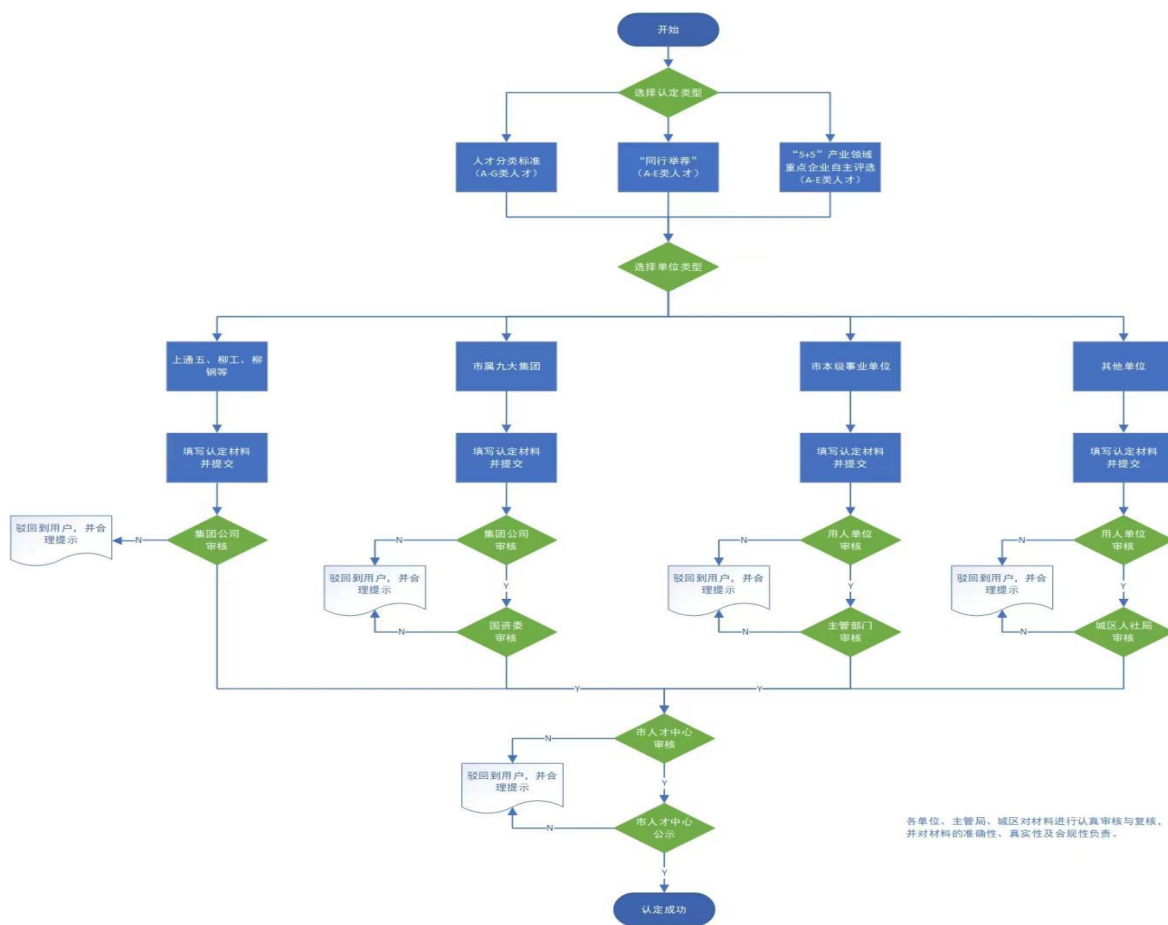 开始
选择认定类型
人才分类标准
（A-G类人才）
“同行举荐”
（A-E类人才）
“5+5”产业领域
重点企业自主评选
（A-E类人才）
选择单位类型
上通五、柳工、柳
钢等
市属九大集团
市本级事业单位
其他单位
填写认定材料
并提交
填写认定材料
并提交
填写认定材料
并提交
填写认定材料
并提交
驳回到用户，并合
理提示
N
集团公司
审核
N
集团公司
审核
N
用人单位
审核
N
用人单位
审核
驳回到用户，并合
理提示
Y
驳回到用户，并合
理提示
Y
驳回到用户，并合
理提示
Y
N
国资委
审核
N
主管部门
审核
N
城区人社局
审核
Y
Y
市人才中心
审核
N
驳回到用户，并合
理提示
Y
N
市人才中心
公示
各单位、主管局、城区对材料进行认真审核与复核，
并对材料的准确性、真实性及合规性负责。
Y
认定成功